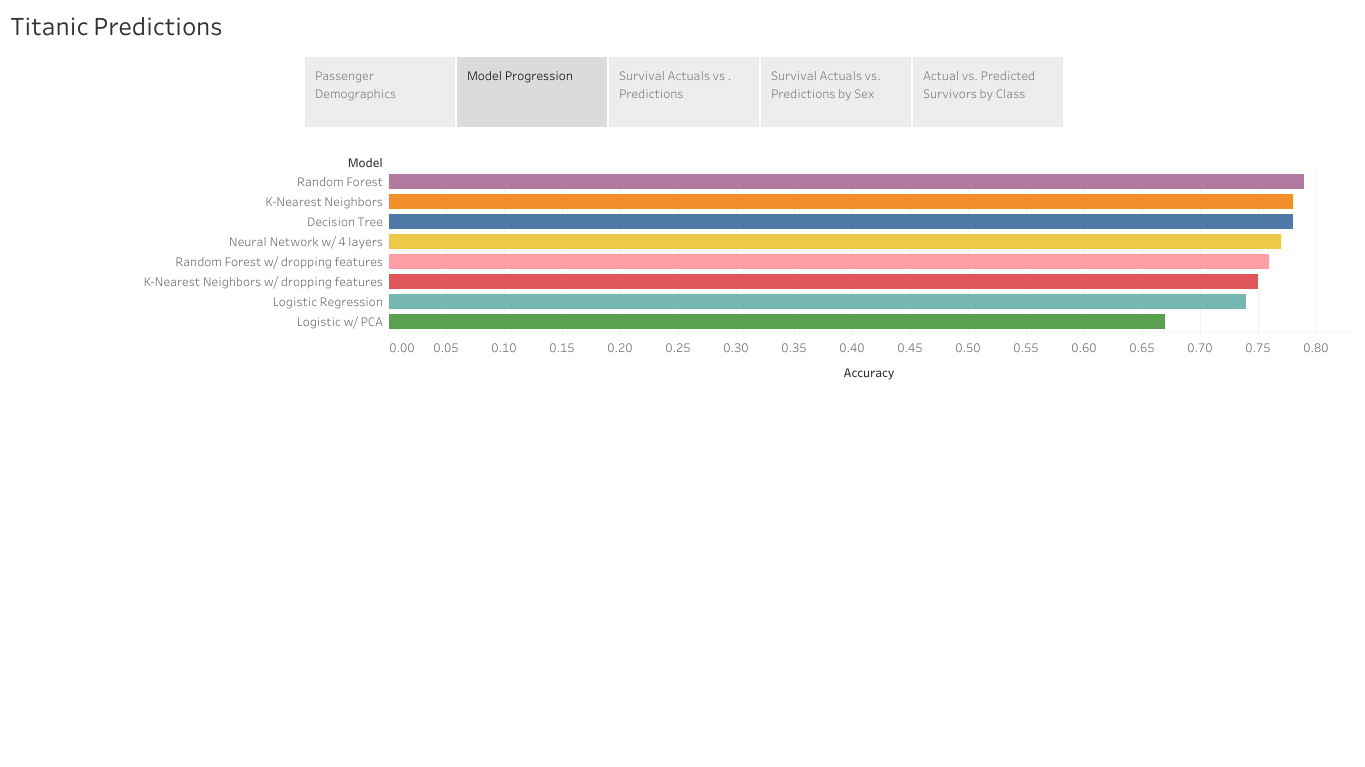 Titanic Predictions
Passenger
Demographics
Model Progression
Survival Actuals vs .
Predictions
Survival Actuals vs.
Predictions by Sex
Actual vs. Predicted
Survivors by Class
Model
Random Forest
K-Nearest Neighbors
Decision Tree
Neural Network w/ 4 layers
Random Forest w/ dropping features
K-Nearest Neighbors w/ dropping features
Logistic Regression
Logistic w/ PCA
0.00 0.05 0.10 0.15 0.20 0.25 0.30 0.35 0.40 0.45 0.50 0.55 0.60 0.65 0.70 0.75 0.80
Accuracy